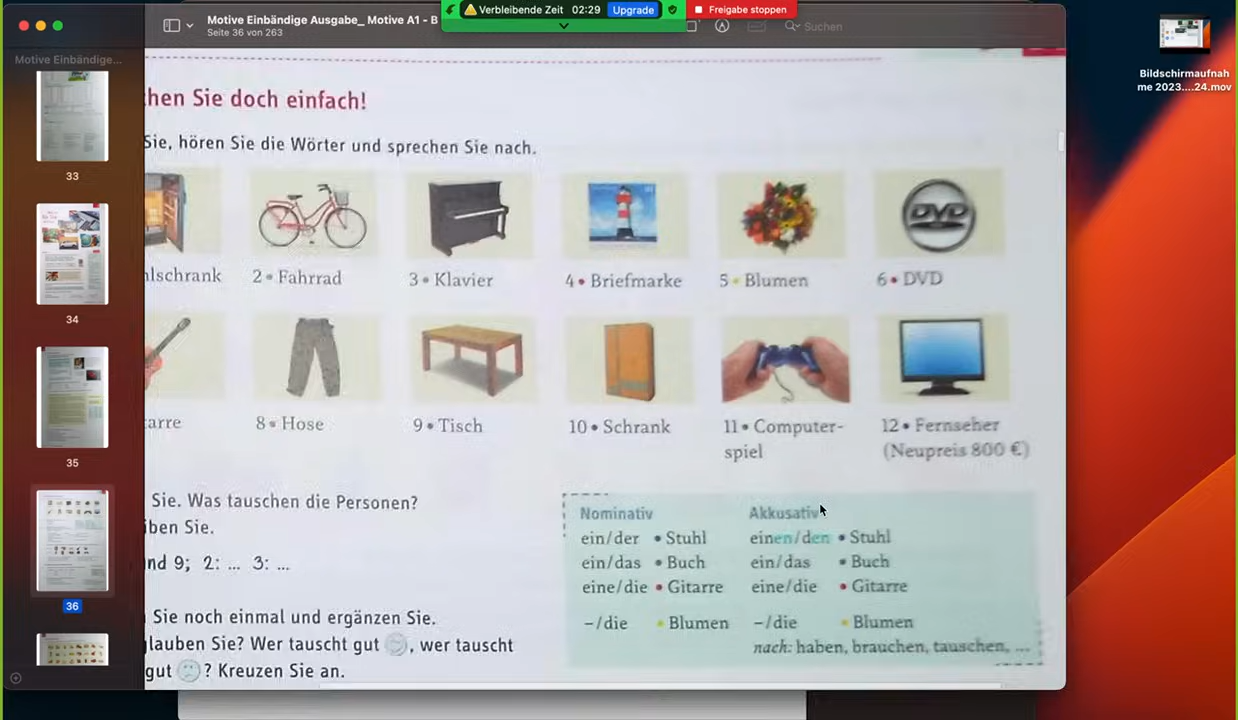 Verbleibende Zeit 02:29 Upgrade
Freigabe stoppen
Motive Einbändige Ausgabe_ Motive A1 - B
Seite 36 von 263
Suchen
Motive Einbändige...
33
34
35
36
Bildschirmaufnah
me 2023....24.mov
hen Sie doch einfach!
Sie, hören Sie die Wörter und sprechen Sie nach.
hlschrank
2 • Fahrrad
3 • Klavier
4 • Briefmarke
5 • Blumen
6 • DVD
DVD
arre
8 • Hose
9 • Tisch
10 • Schrank
11 • Computer-
spiel
12 • Fernseher
(Neupreis 800 €)
Sie. Was tauschen die Personen?
ben Sie.
nd 9; 2: ... 3: ...
Sie noch einmal und ergänzen Sie.
lauben Sie? Wer tauscht gut , wer tauscht
gut ? Kreuzen Sie an.
Nominativ Akkusativ
ein/der • Stuhl einen/den • Stuhl
ein/das • Buch ein/das • Buch
eine/die • Gitarre eine/die • Gitarre
–/die • Blumen –/die • Blumen
nach: haben, brauchen, tauschen, ...